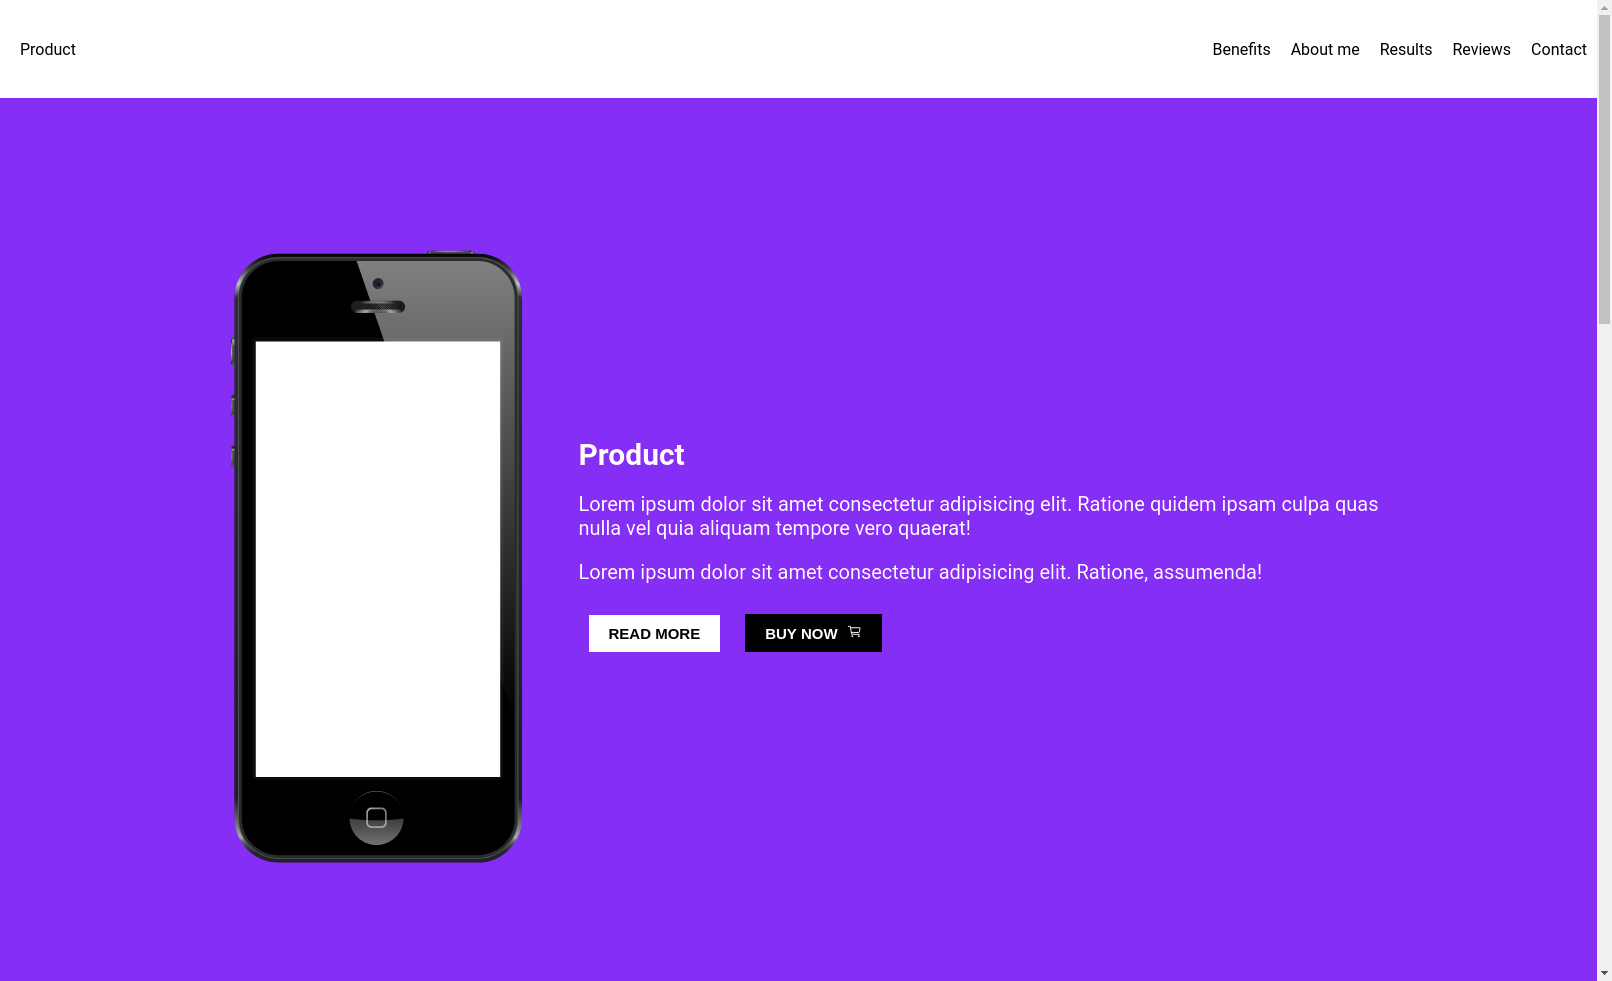 Product
Benefits About me Results Reviews Contact
Product
Lorem ipsum dolor sit amet consectetur adipisicing elit. Ratione quidem ipsam culpa quas
nulla vel quia aliquam tempore vero quaerat!
Lorem ipsum dolor sit amet consectetur adipisicing elit. Ratione, assumenda!
READ MORE
BUY NOW